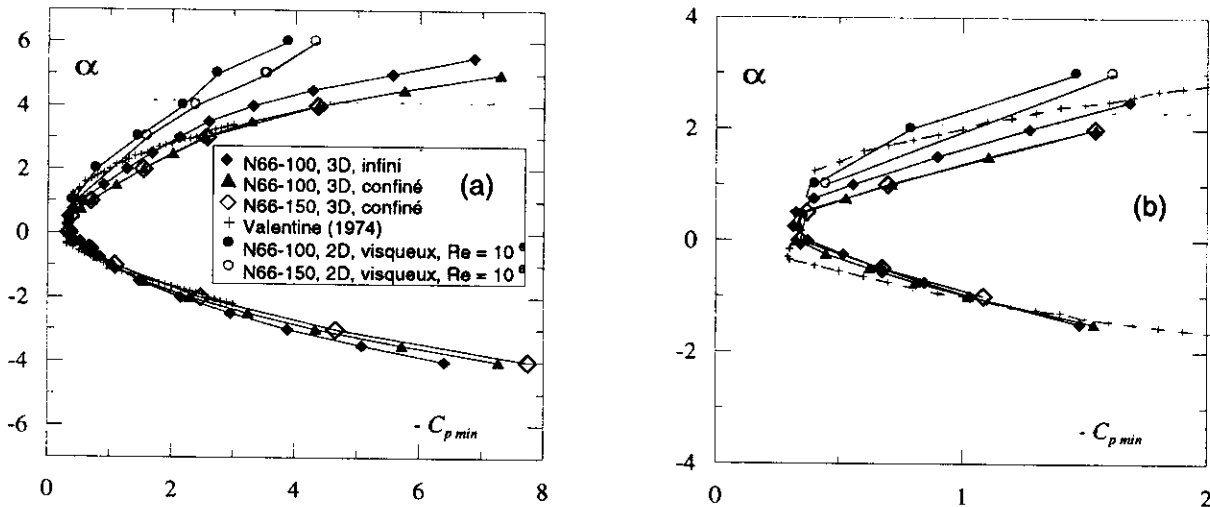 6
4
2
0
-2
-4
-6
α
N66-100, 3D, infini
N66-100, 3D, confiné
N66-150, 3D, confiné
Valentine (1974)
N66-100, 2D, visqueux, Re = 10⁶
N66-150, 2D, visqueux, Re = 10⁶
(a)
- C p min
0 2 4 6 8
4
2
0
-2
-4
α
(b)
- C p min
0 1 2